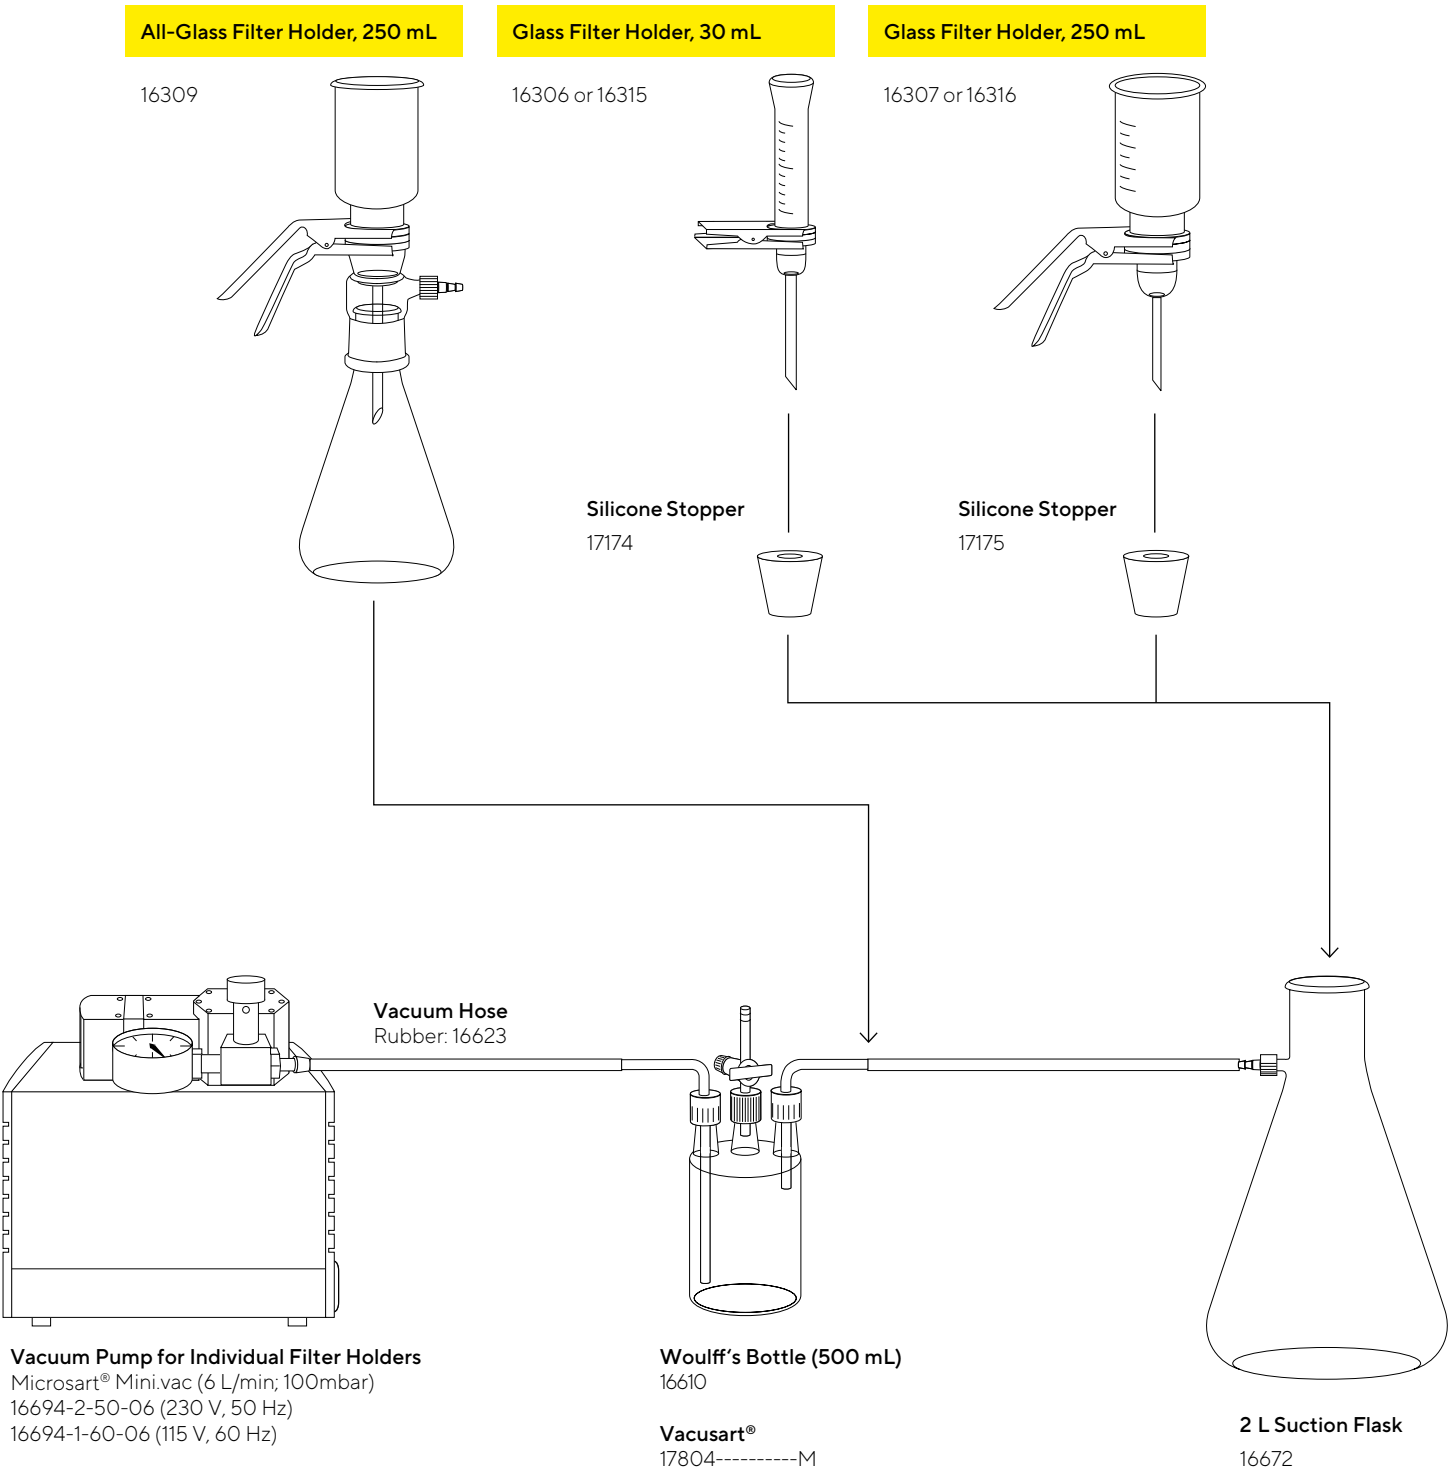 All-Glass Filter Holder, 250 mL
16309
Glass Filter Holder, 30 mL
16306 or 16315
Glass Filter Holder, 250 mL
16307 or 16316
Silicone Stopper
17174
Silicone Stopper
17175
Vacuum Hose
Rubber: 16623
Vacuum Pump for Individual Filter Holders
Microsart® Mini.vac (6 L/min; 100mbar)
16694-2-50-06 (230 V, 50 Hz)
16694-1-60-06 (115 V, 60 Hz)
Woulff’s Bottle (500 mL)
16610
Vacusart®
17804----------M
2 L Suction Flask
16672